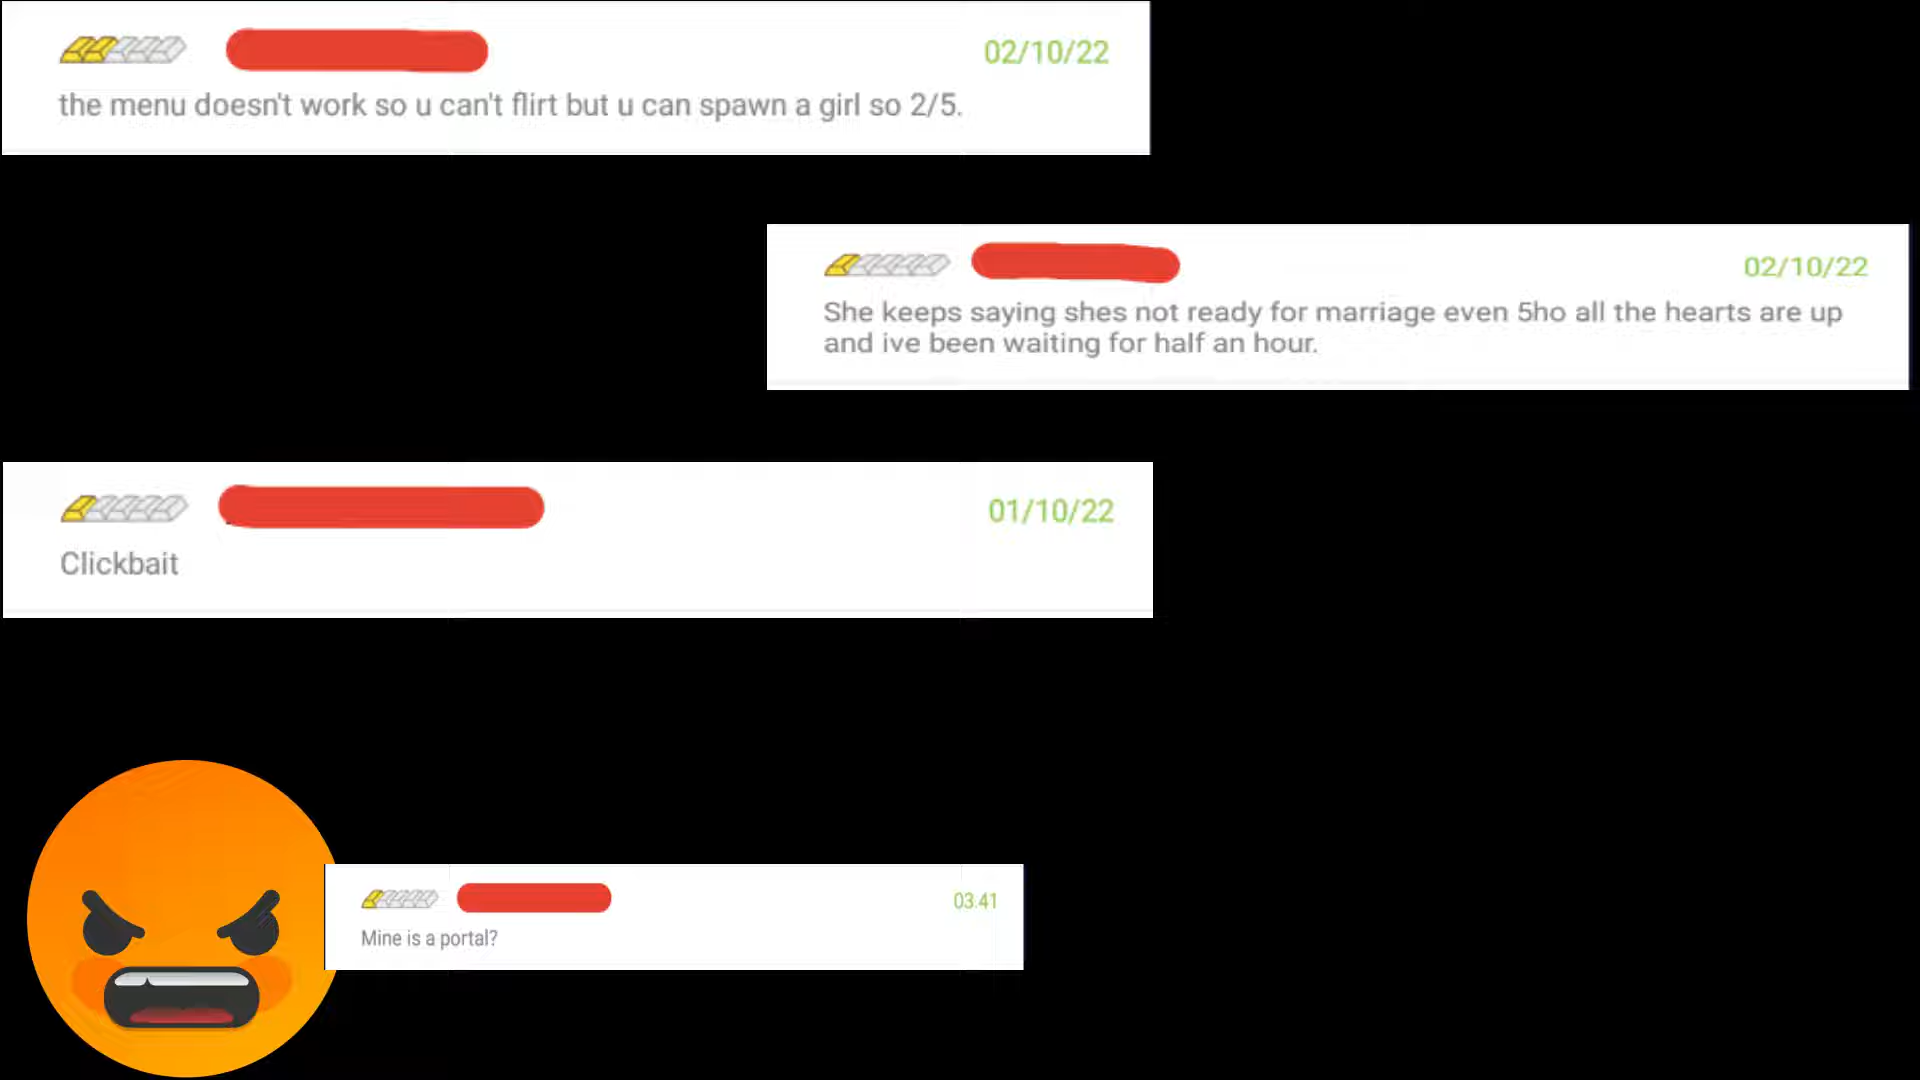 02/10/22
the menu doesn't work so u can't flirt but u can spawn a girl so 2/5.
02/10/22
She keeps saying shes not ready for marriage even 5ho all the hearts are up
and ive been waiting for half an hour.
01/10/22
Clickbait
03.41
Mine is a portal?